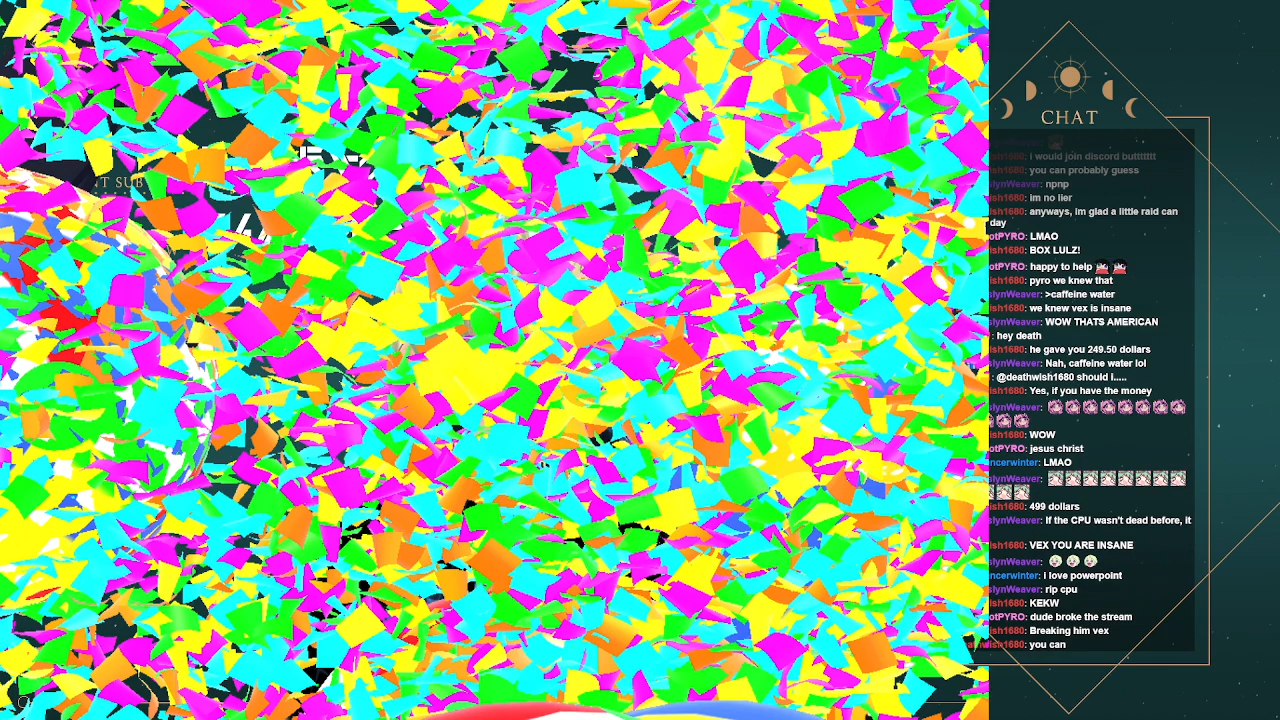 NT SUB
CHAT
ish1680: i would join discord buttttttt
ish1680: you can probably guess
slynWeaver: npnp
ish1680: im no lier
ish1680: anyways, im glad a little raid can
day
otPYRO: LMAO
ish1680: BOX LULZ!
otPYRO: happy to help
ish1680: pyro we knew that
slynWeaver: >caffeine water
ish1680: we knew vex is insane
slynWeaver: WOW THATS AMERICAN
: hey death
ish1680: he gave you 249.50 dollars
slynWeaver: Nah, caffeine water lol
: @deathwish1680 should I.....
ish1680: Yes, if you have the money
slynWeaver:
ish1680: WOW
otPYRO: jesus christ
ncerwinter: LMAO
slynWeaver:
ish1680: 499 dollars
slynWeaver: If the CPU wasn't dead before, it
ish1680: VEX YOU ARE INSANE
slynWeaver:
ncerwinter: i love powerpoint
slynWeaver: rip cpu
ish1680: KEKW
otPYRO: dude broke the stream
ish1680: Breaking him vex
athwish1680: you can